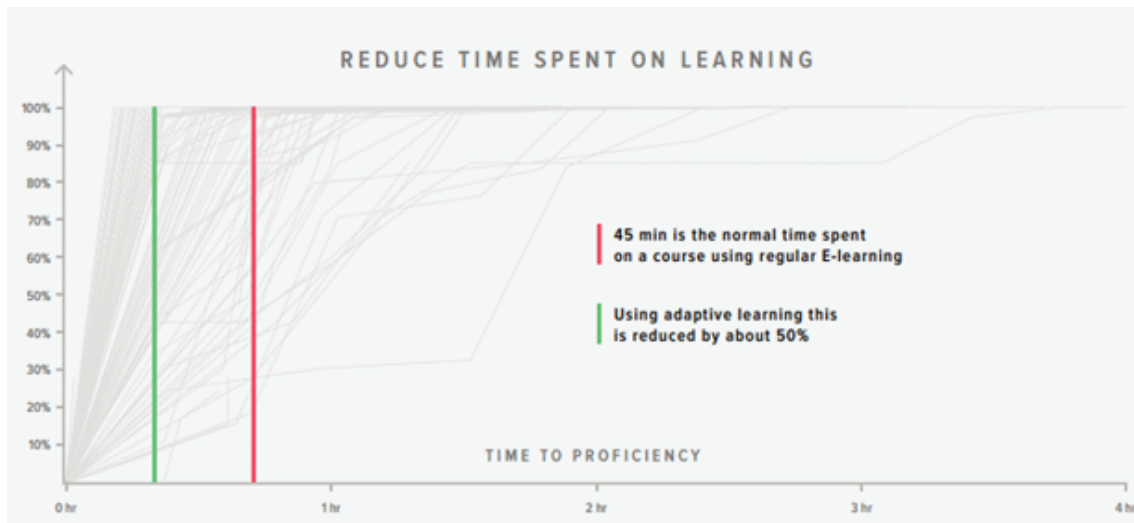 REDUCE TIME SPENT ON LEARNING
100%
90%
80%
70%
60%
50%
40%
30%
20%
10%
45 min is the normal time spent
on a course using regular E-learning
Using adaptive learning this
is reduced by about 50%
TIME TO PROFICIENCY
0 hr
1 hr
2 hr
3 hr
4 h